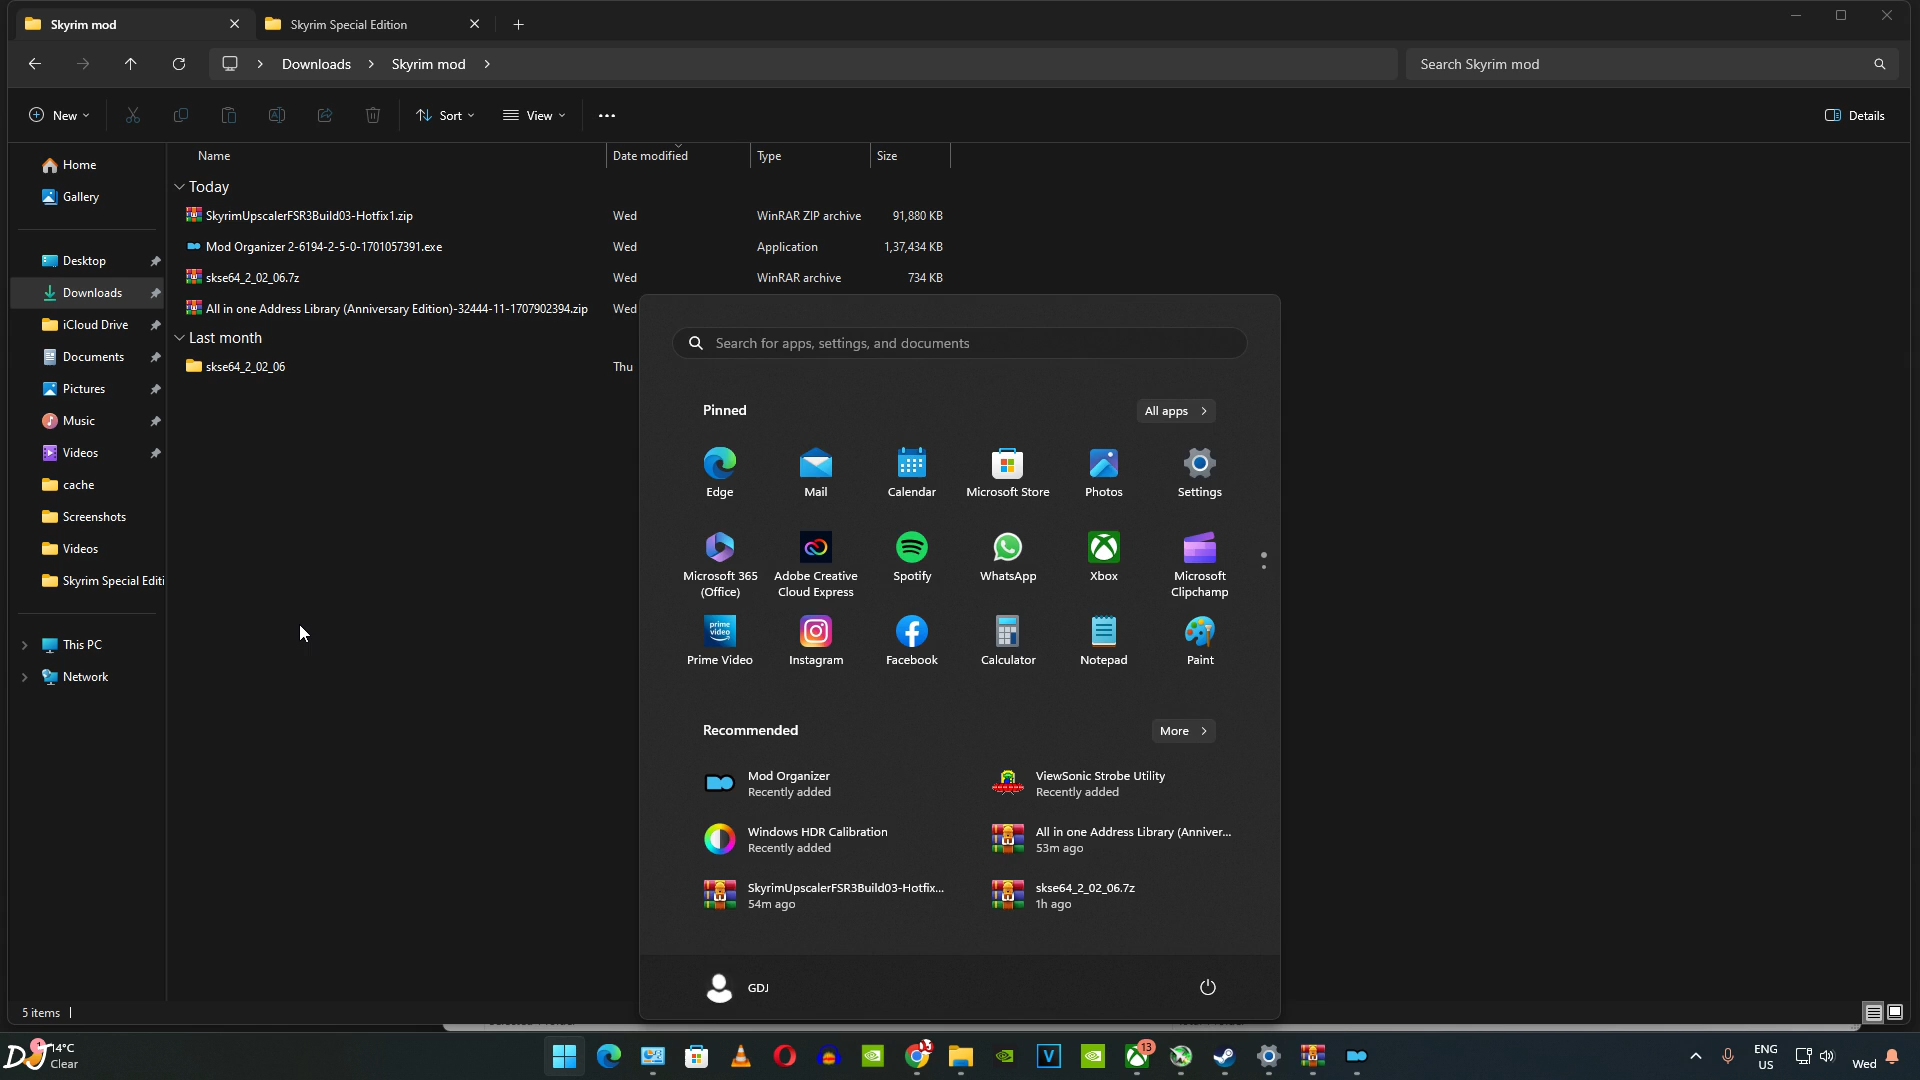 Skyrim mod
Skyrim Special Edition
Downloads
Skyrim mod
Search Skyrim mod
New
Sort
View
Details
Name
Date modified
Type
Size
Home
Gallery
Desktop
Downloads
iCloud Drive
Documents
Pictures
Music
Videos
cache
Screenshots
Videos
Skyrim Special Editi
This PC
Network
Today
SkyrimUpscalerFSR3Build03-Hotfix1.zip Wed WinRAR ZIP archive 91,880 KB
Mod Organizer 2-6194-2-5-0-1701057391.exe Wed Application 1,37,434 KB
skse64_2_02_06.7z Wed WinRAR archive 734 KB
All in one Address Library (Anniversary Edition)-32444-11-1707902394.zip Wed
Last month
skse64_2_02_06 Thu
Search for apps, settings, and documents
Pinned
All apps
Edge
Mail
Calendar
Microsoft Store
Photos
Settings
Microsoft 365
(Office)
Adobe Creative
Cloud Express
Spotify
WhatsApp
Xbox
Microsoft
Clipchamp
prime
video
Prime Video
Instagram
Facebook
Calculator
Notepad
Paint
Recommended
More
Mod Organizer
Recently added
ViewSonic Strobe Utility
Recently added
Windows HDR Calibration
Recently added
All in one Address Library (Anniver...
53m ago
SkyrimUpscalerFSR3Build03-Hotfix...
54m ago
skse64_2_02_06.7z
1h ago
GDJ
5 items
14°C
Clear
DJ
13
ENG
US
Wed